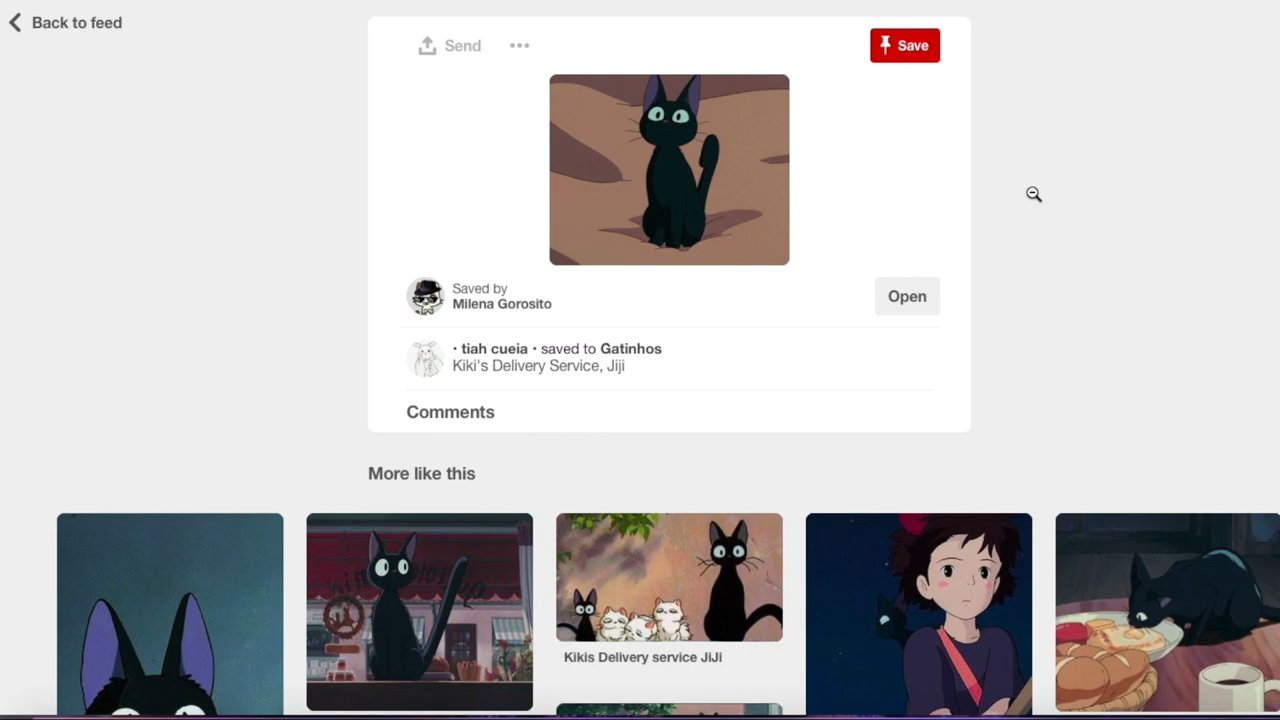 Back to feed
Send
Save
Saved by
Milena Gorosito
Open
• tiah cueia • saved to Gatinhos
Kiki's Delivery Service, Jiji
Comments
More like this
Kikis Delivery service JiJi